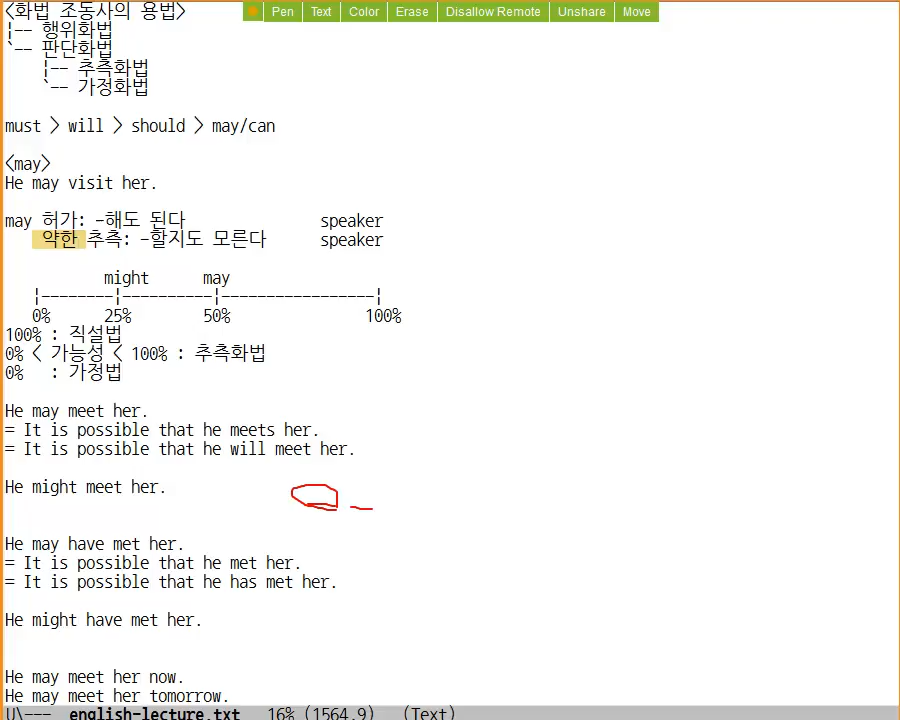 Pen Text Color Erase Disallow Remote Unshare Move
<화법 조동사의 용법>
¦-- 행위화법
`-- 판단화법
    ¦-- 추측화법
    `-- 가정화법
must > will > should > may/can
<may>
He may visit her.
may 허가: -해도 된다 speaker
약한 추측: -할지도 모른다 speaker
might may
¦--------¦----------¦-----------------¦
0% 25% 50% 100%
100% : 직설법
0% < 가능성 < 100% : 추측화법
0% : 가정법
He may meet her.
= It is possible that he meets her.
= It is possible that he will meet her.
He might meet her.
He may have met her.
= It is possible that he met her.
= It is possible that he has met her.
He might have met her.
He may meet her now.
He may meet her tomorrow.
U\--- english-lecture.txt 16% (1564,9) (Text)